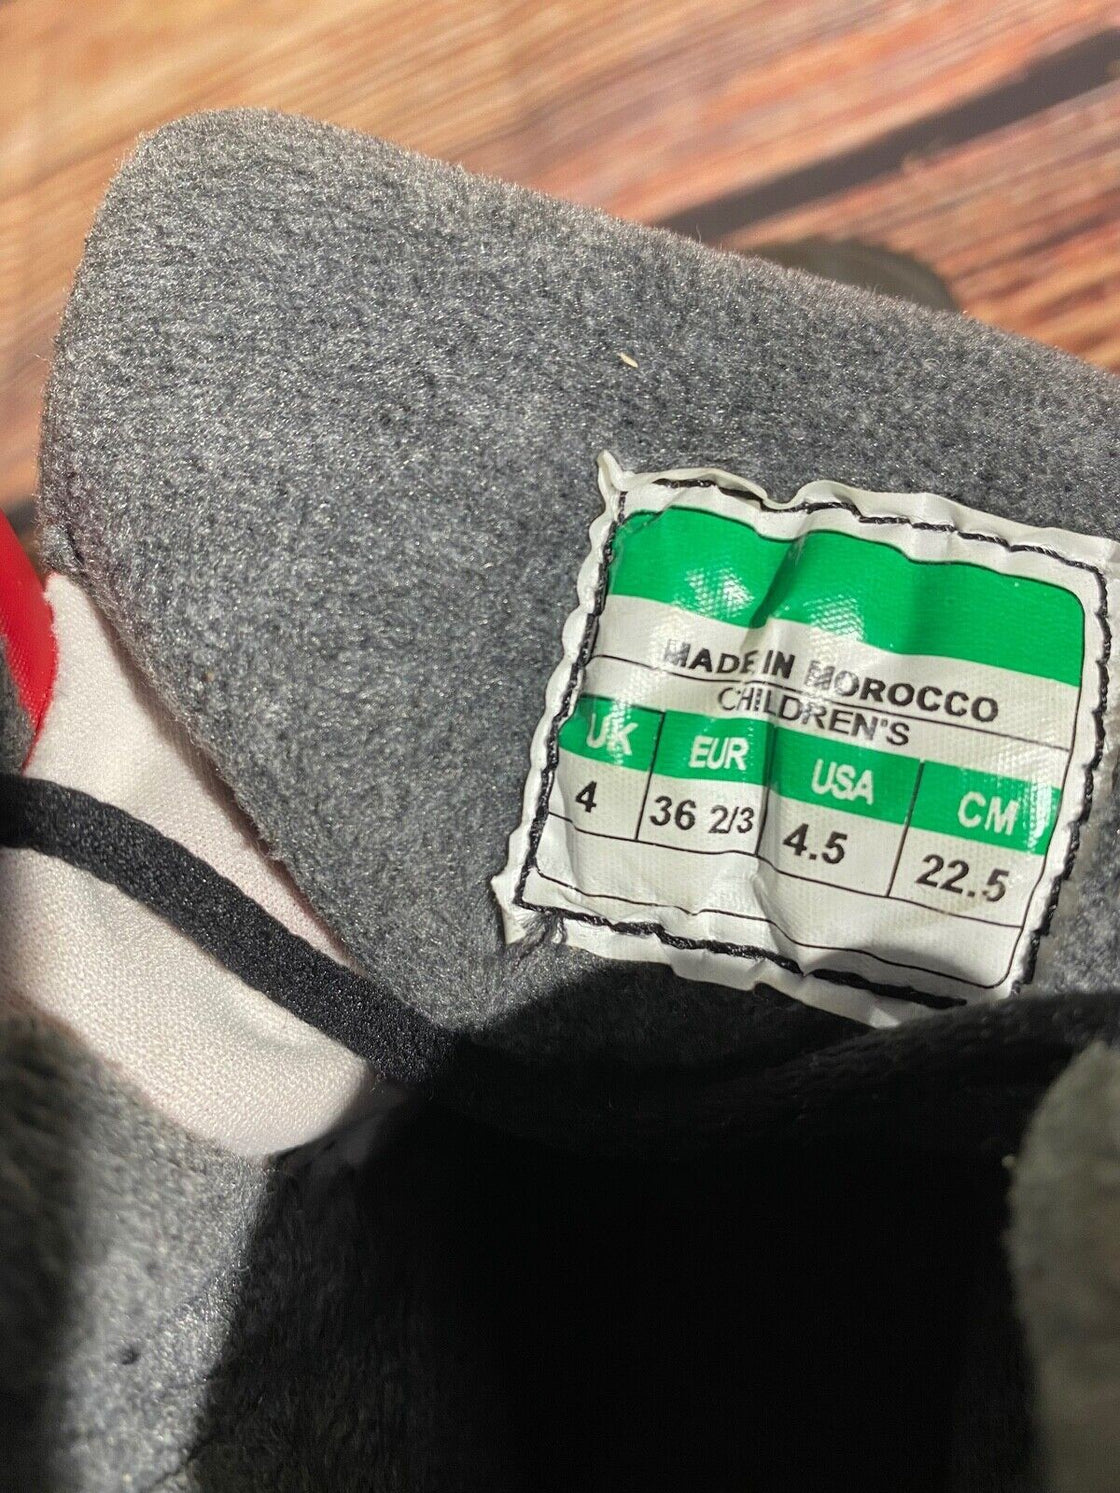 MADE IN MOROCCO
CHILDREN'S
UK EUR USA CM
4 36 2/3 4.5 22.5